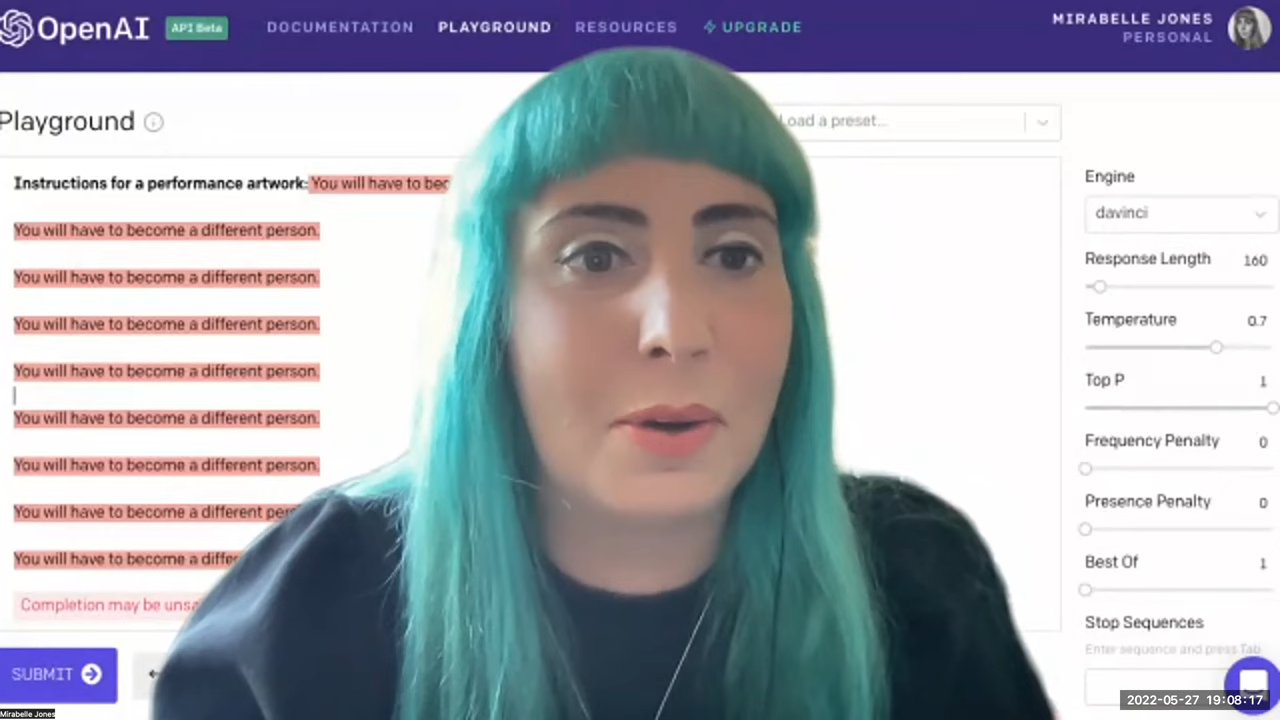 OpenAI API Beta DOCUMENTATION PLAYGROUND RESOURCES UPGRADE MIRABELLE JONES
PERSONAL
Playground
Load a preset...
Instructions for a performance artwork: You will have to bec
You will have to become a different person.
You will have to become a different person.
You will have to become a different person.
You will have to become a different person.
You will have to become a different person.
You will have to become a different person.
You will have to become a different per
You will have to become a diffe
Completion may be unsa
SUBMIT
Engine
davinci
Response Length 160
Temperature 0.7
Top P 1
Frequency Penalty 0
Presence Penalty 0
Best Of 1
Stop Sequences
Enter sequence and press Tab
2022-05-27 19:08:17
Mirabelle Jones